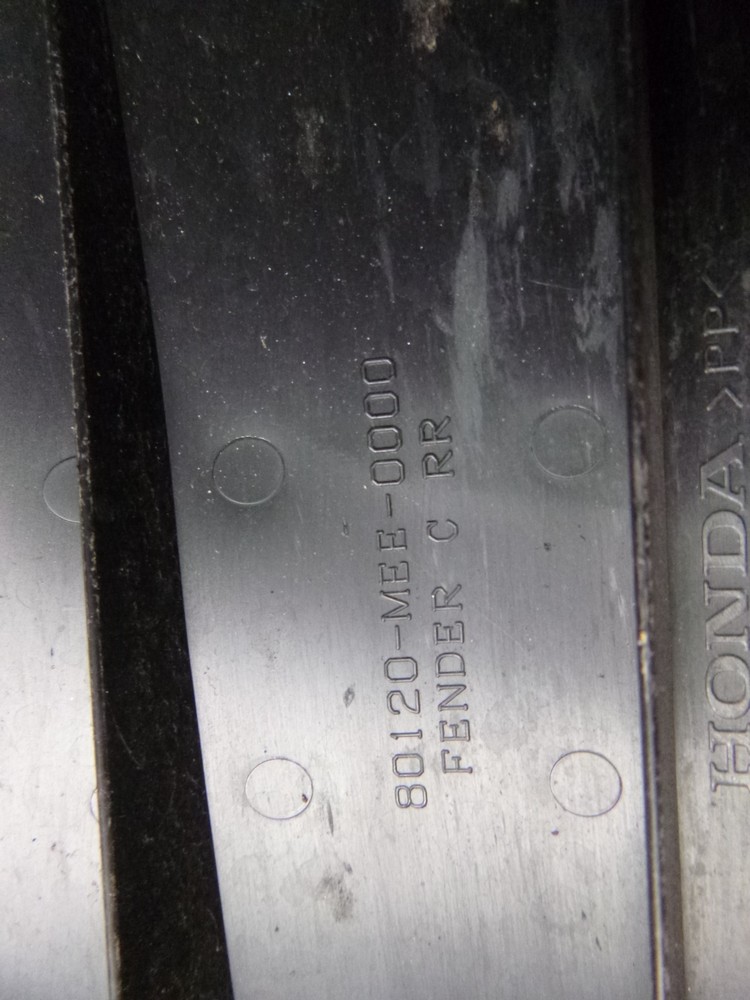 80120-MEE-0000
FENDER C RR
HONDA >PP<